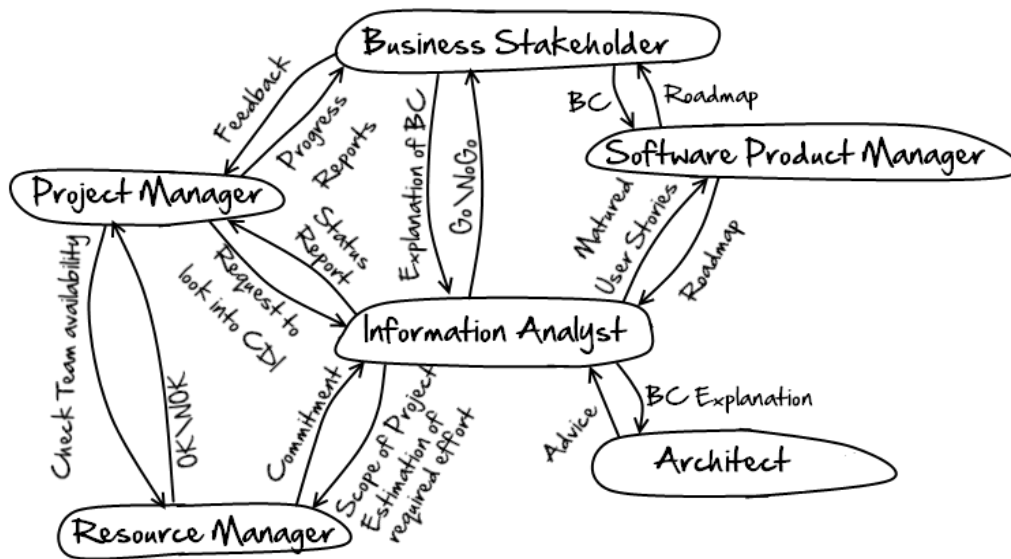 Business Stakeholder
Feedback
Progress
Reports
Explanation of BC
Go\NoGo
BC
Roadmap
Software Product Manager
Project Manager
Matured
User Stories
Roadmap
Status
Report
Request to
look into CDI
Check Team availability
OK\NOK
Information Analyst
Commitment
Scope of Project
Estimation of
required effort
BC Explanation
Advice
Architect
Resource Manager